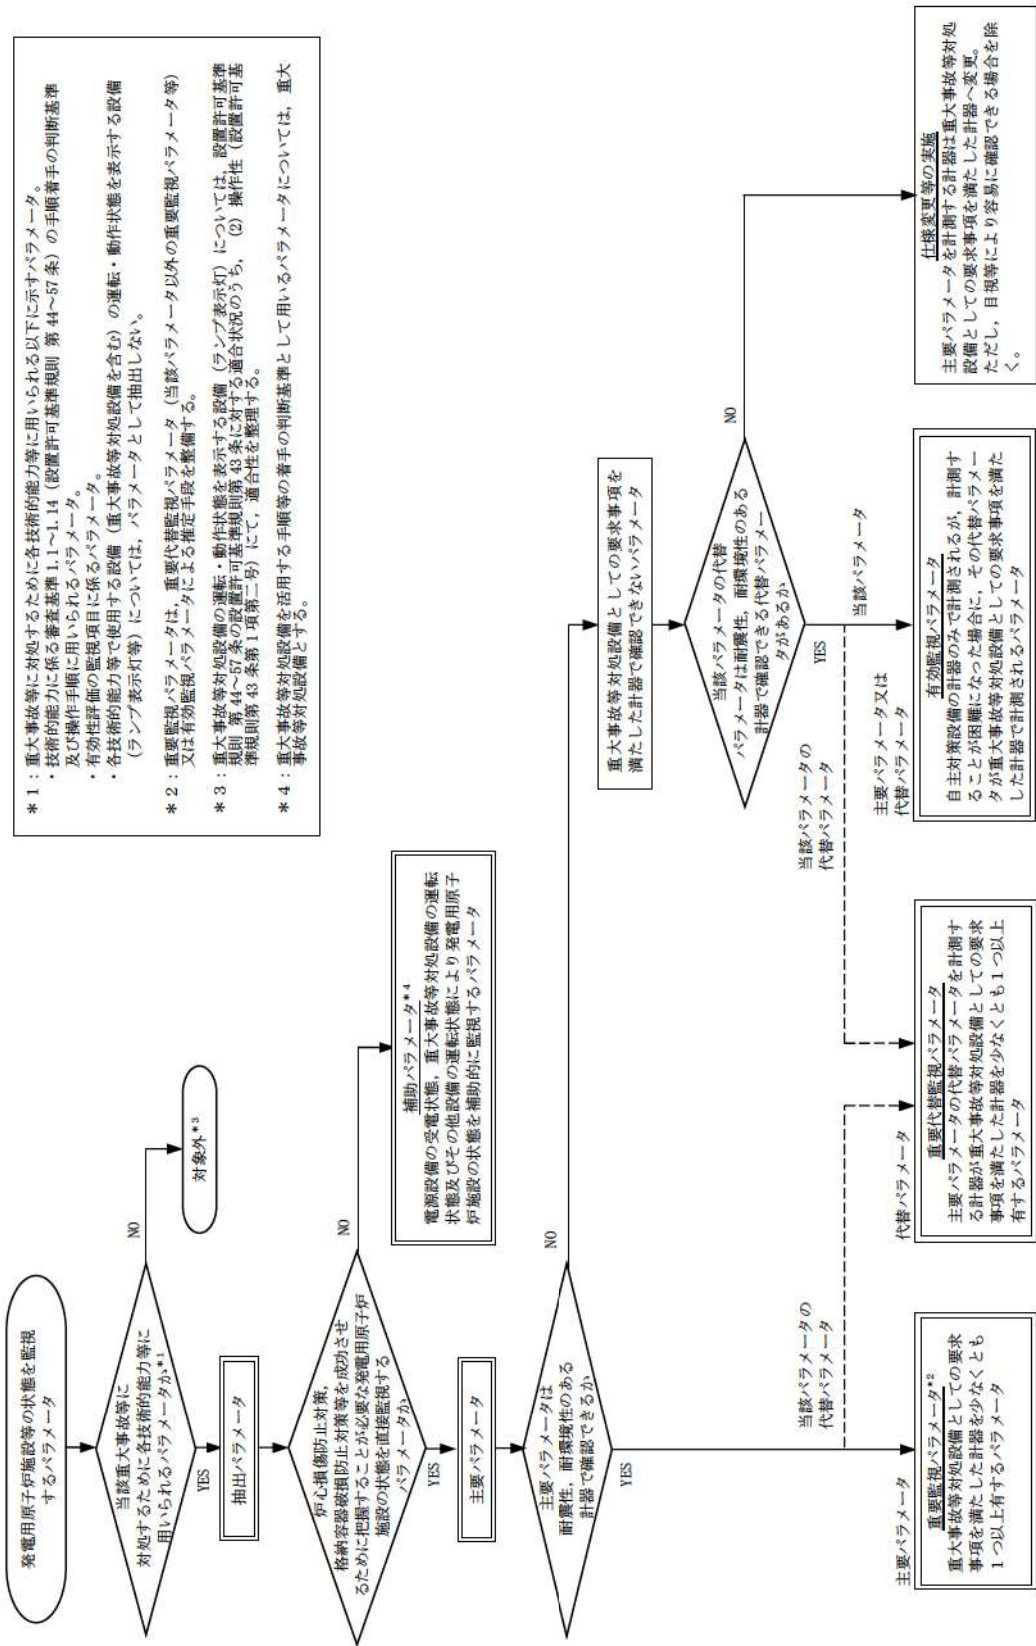 発電用原子炉施設等の状態を監視
するパラメータ
当該重大事故等に
対処するために各技術的能力等に
用いられるパラメータか*1
NO
対象外*3
YES
抽出パラメータ
炉心損傷防止対策，
格納容器破損防止対策等を成功させ
るために把握することが必要な発電用原子炉
施設の状態を直接監視する
パラメータか
NO
補助パラメータ*4
電源設備の受電状態，重大事故等対処設備の運転
状態及びその他設備の運転状態により発電用原子
炉施設の状態を補助的に監視するパラメータ
YES
主要パラメータ
主要パラメータは
耐震性，耐環境性のある
計器で確認できるか
NO
YES
重大事故等対処設備としての要求事項を
満たした計器で確認できないパラメータ
当該パラメータの代替
パラメータは耐震性，耐環境性のある
計器で確認できる代替パラメー
タがあるか
NO
YES
当該パラメータの
代替パラメータ
当該パラメータの
代替パラメータ
当該パラメータ
主要パラメータ
重要監視パラメータ*2
重大事故等対処設備としての要求
事項を満たした計器を少なくとも
1つ以上有するパラメータ
代替パラメータ
重要代替監視パラメータ
主要パラメータの代替パラメータを計測す
る計器が重大事故等対処設備としての要求
事項を満たした計器を少なくとも1つ以上
有するパラメータ
主要パラメータ又は
代替パラメータ
有効監視パラメータ
自主対策設備の計器のみで計測されるが，計測す
ることが困難になった場合に，その代替パラメー
タが重大事故等対処設備としての要求事項を満た
した計器で計測されるパラメータ
仕様変更等の実施
主要パラメータを計測する計器は重大事故等対処
設備としての要求事項を満たした計器へ変更。
ただし，目視等により容易に確認できる場合を除
く。
*1：重大事故等に対処するために各技術的能力等に用いられる以下に示すパラメータ。
・技術的能力に係る審査基準1.1～1.14（設置許可基準規則 第44～57条）の手順着手の判断基準
及び操作手順に用いられるパラメータ。
・有効性評価の監視項目に係るパラメータ。
・各技術的能力等で使用する設備（重大事故等対処設備を含む）の運転・動作状態を表示する設備
（ランプ表示灯等）については，パラメータとして抽出しない。
*2：重要監視パラメータは，重要代替監視パラメータ（当該パラメータ以外の重要監視パラメータ等）
又は有効監視パラメータによる推定手段を整備する。
*3：重大事故等対処設備の運転・動作状態を表示する設備（ランプ表示灯）については，設置許可基準
規則 第44～57条の設置許可基準規則第43条に対する適合状況のうち，（2）操作性（設置許可基
準規則第43条第1項第二号）にて，適合性を整理する。
*4：重大事故等対処設備を活用する手順等の着手の判断基準として用いるパラメータについては，重大
事故等対処設備とする。